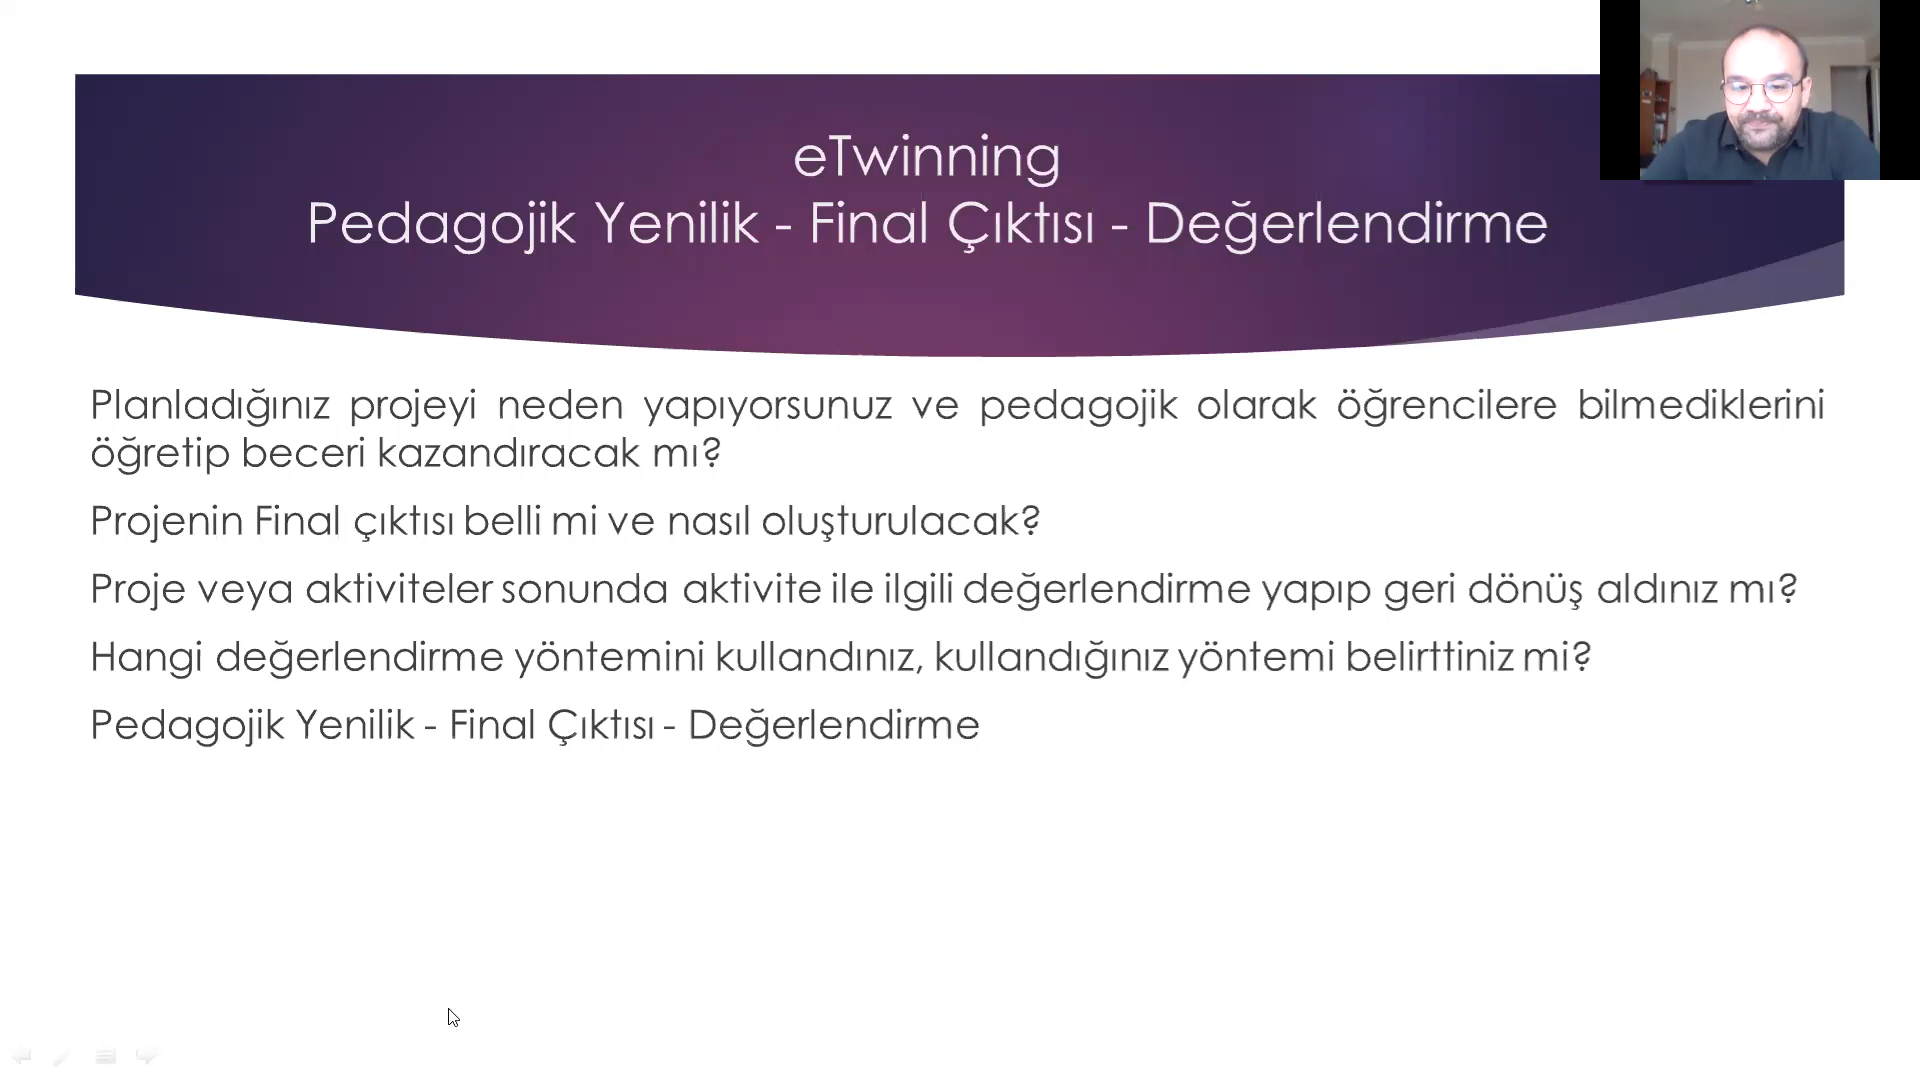 eTwinning
Pedagojik Yenilik - Final Çıktısı - Değerlendirme
Planladığınız projeyi neden yapıyorsunuz ve pedagojik olarak öğrencilere bilmediklerini
öğretip beceri kazandıracak mı?
Projenin Final çıktısı belli mi ve nasıl oluşturulacak?
Proje veya aktiviteler sonunda aktivite ile ilgili değerlendirme yapıp geri dönüş aldınız mı?
Hangi değerlendirme yöntemini kullandınız, kullandığınız yöntemi belirttiniz mi?
Pedagojik Yenilik - Final Çıktısı - Değerlendirme